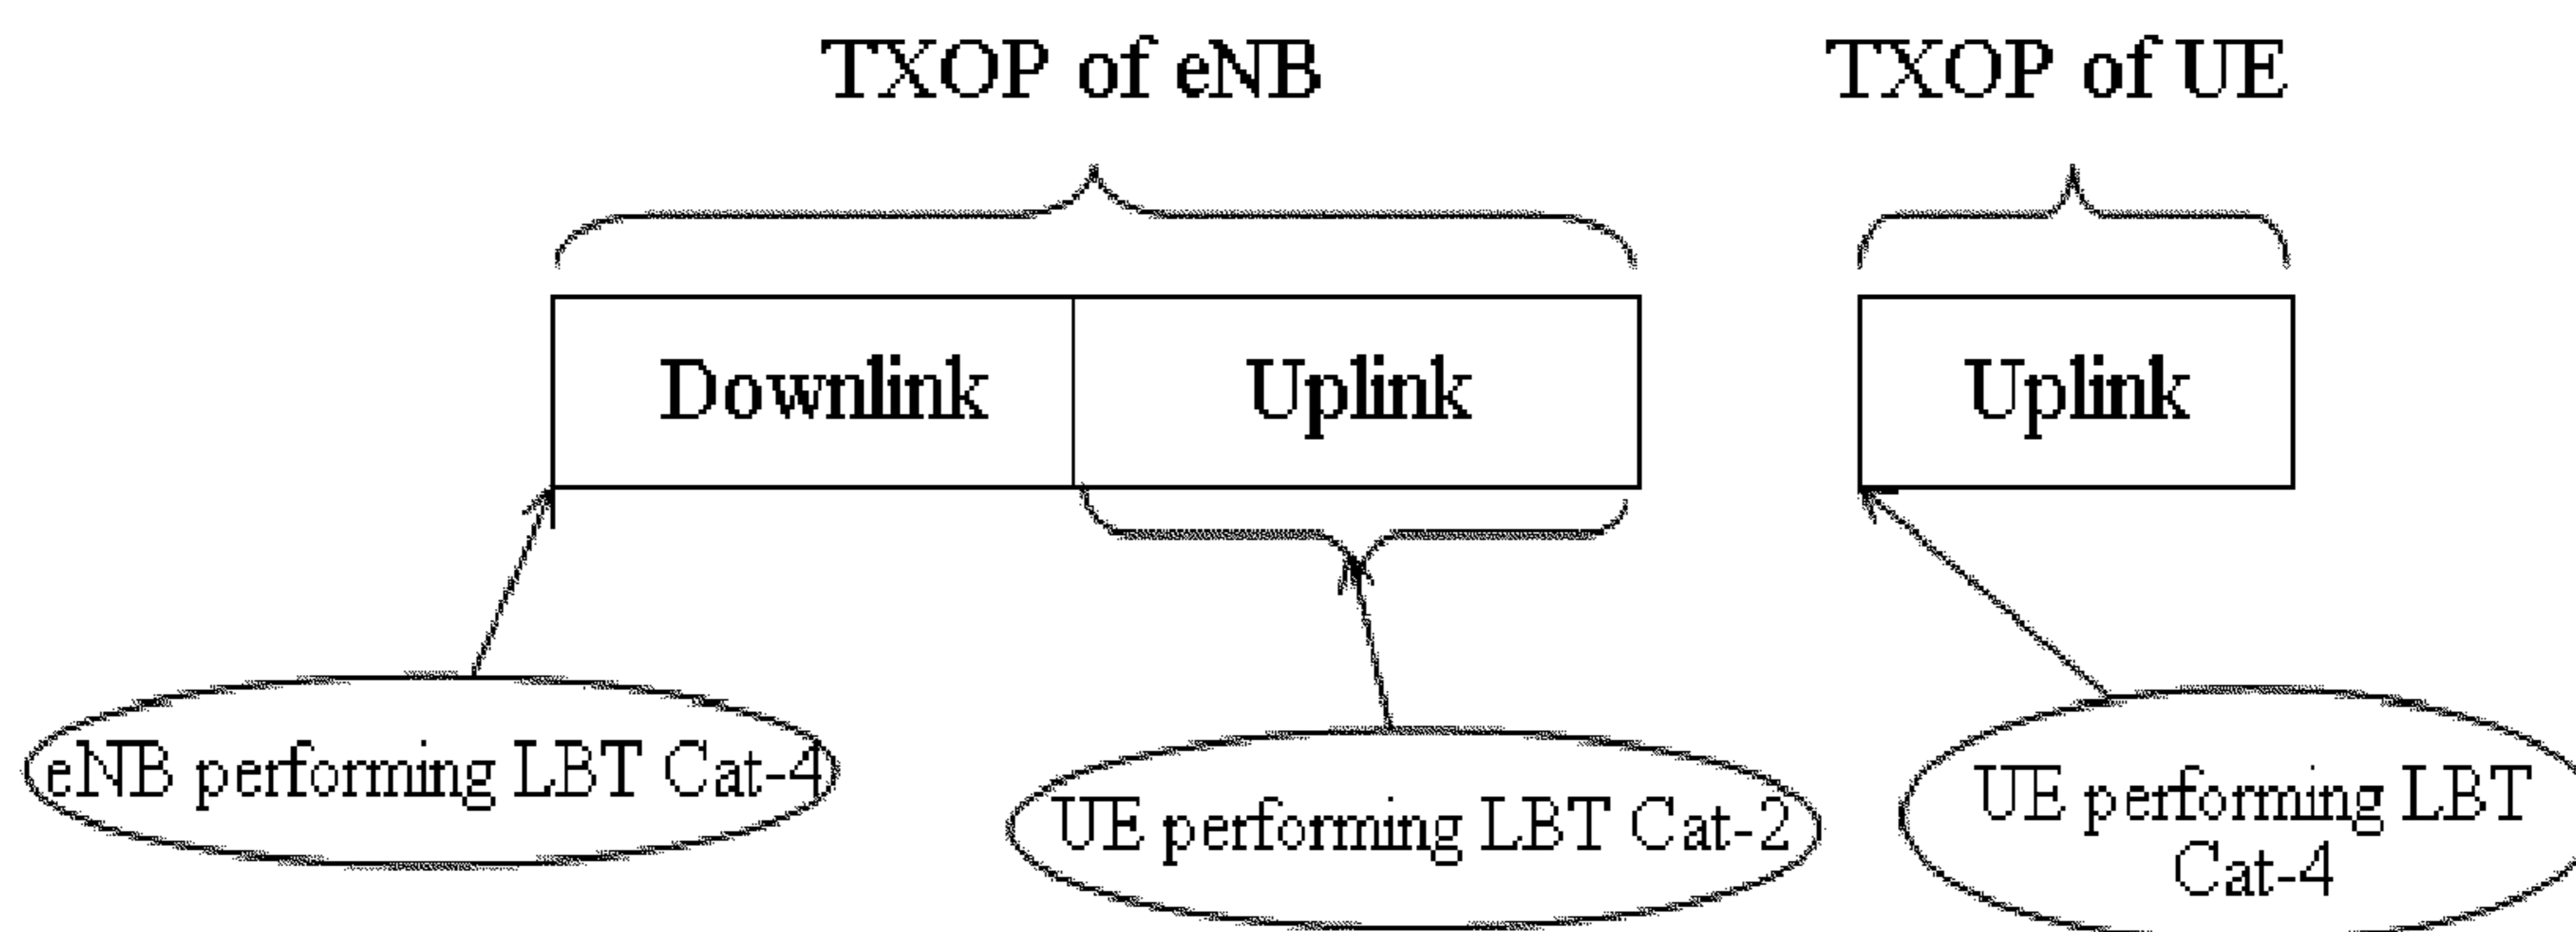 TXOP of eNB
TXOP of UE
Downlink
Uplink
Uplink
eNB performing LBT Cat-4
UE performing LBT Cat-2
UE performing LBT
Cat-4